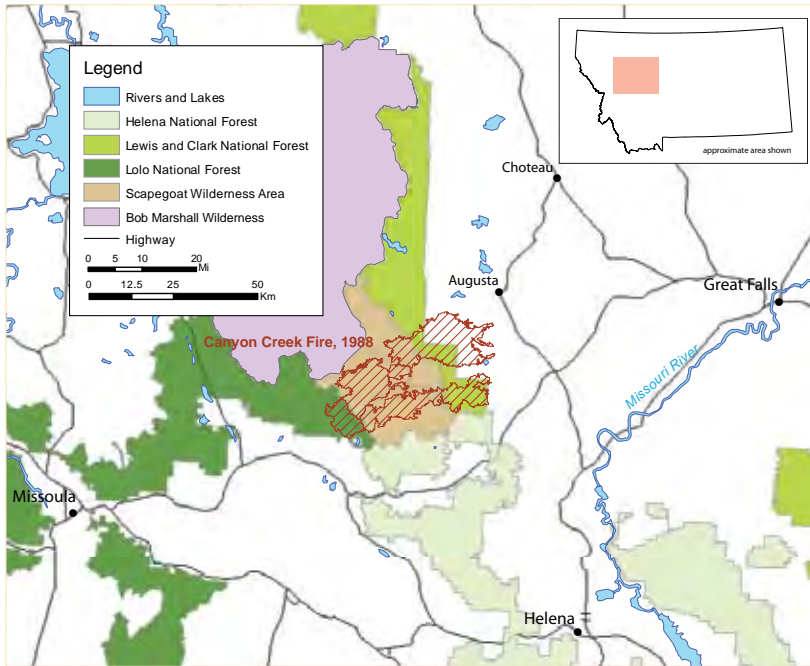 Legend
Rivers and Lakes
Helena National Forest
Lewis and Clark National Forest
Lolo National Forest
Scapegoat Wilderness Area
Bob Marshall Wilderness
Highway
0 5 10 20
Mi
0 12.5 25 50
Km
approximate area shown
Choteau
Augusta
Great Falls
Canyon Creek Fire, 1988
Missouri River
Missoula
Helena